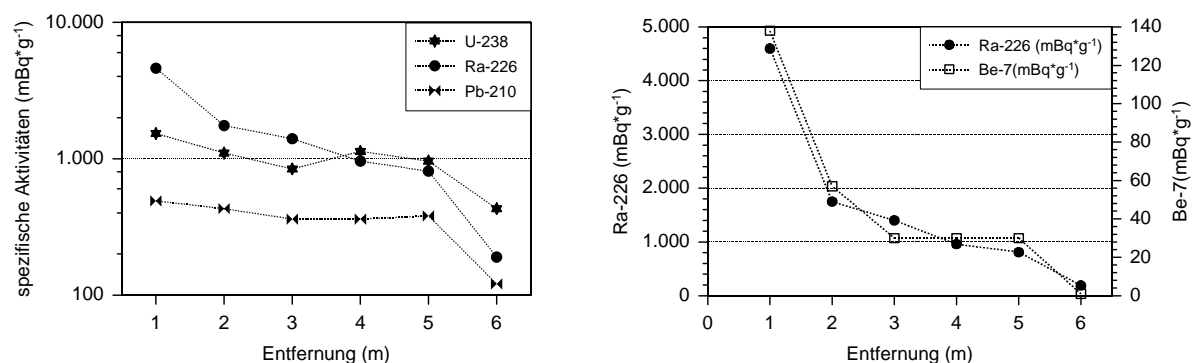 10.000
1.000
100
spezifische Aktivitäten (mBq*g-1)
U-238
Ra-226
Pb-210
1 2 3 4 5 6
Entfernung (m)
5.000
4.000
3.000
2.000
1.000
0
Ra-226 (mBq*g-1)
Ra-226 (mBq*g-1)
Be-7(mBq*g-1)
140
120
100
80
60
40
20
0
Be-7(mBq*g-1)
0 1 2 3 4 5 6
Entfernung (m)